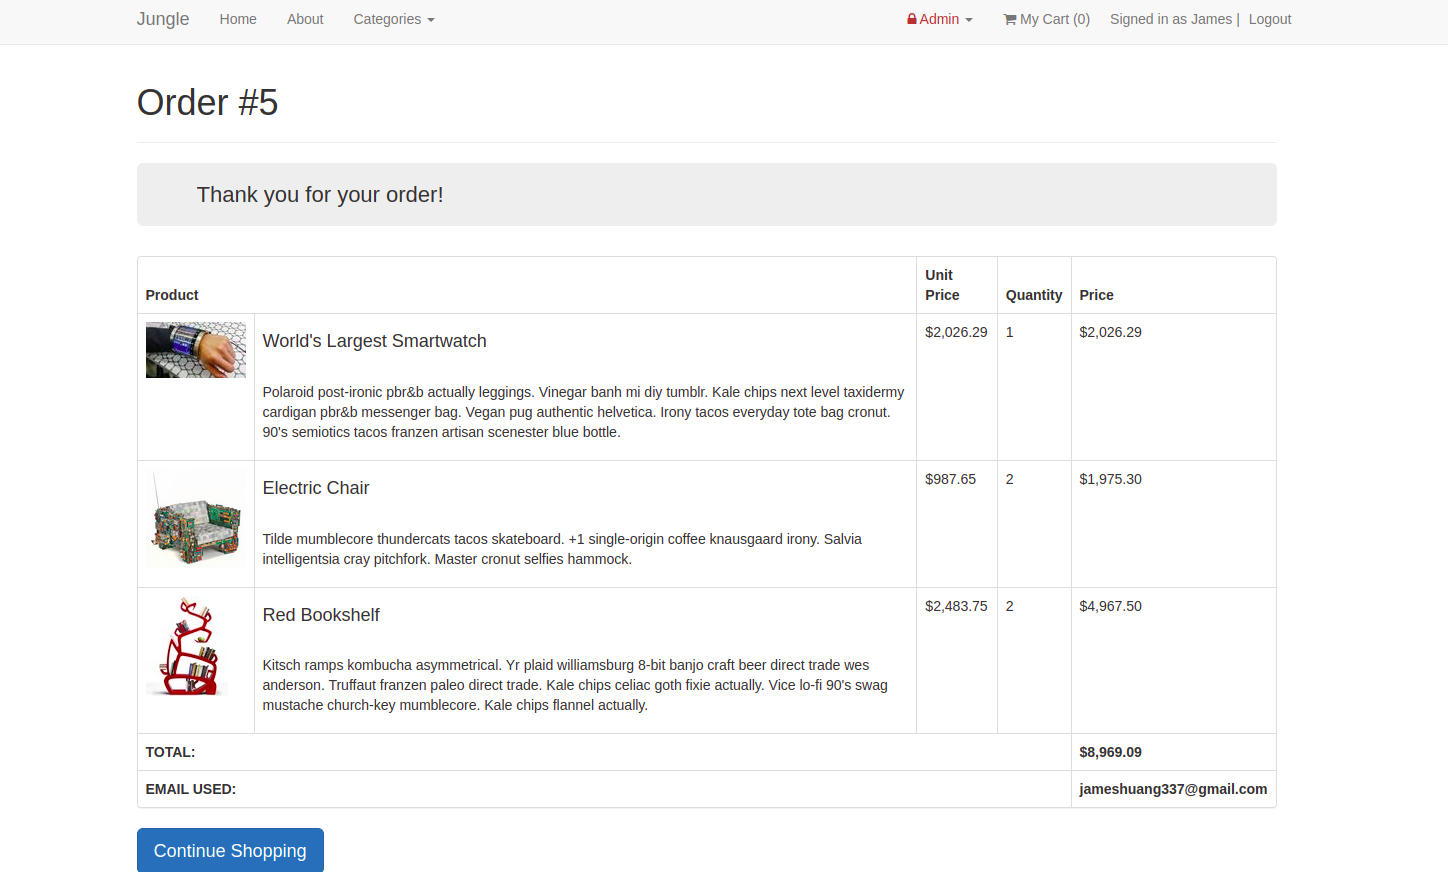 Jungle Home About Categories Admin My Cart (0) Signed in as James | Logout
Order #5
Thank you for your order!
Product Unit Price Quantity Price
World's Largest Smartwatch $2,026.29 1 $2,026.29
Polaroid post-ironic pbr&b actually leggings. Vinegar banh mi diy tumblr. Kale chips next level taxidermy
cardigan pbr&b messenger bag. Vegan pug authentic helvetica. Irony tacos everyday tote bag cronut.
90's semiotics tacos franzen artisan scenester blue bottle.
Electric Chair $987.65 2 $1,975.30
Tilde mumblecore thundercats tacos skateboard. +1 single-origin coffee knausgaard irony. Salvia
intelligentsia cray pitchfork. Master cronut selfies hammock.
Red Bookshelf $2,483.75 2 $4,967.50
Kitsch ramps kombucha asymmetrical. Yr plaid williamsburg 8-bit banjo craft beer direct trade wes
anderson. Truffaut franzen paleo direct trade. Kale chips celiac goth fixie actually. Vice lo-fi 90's swag
mustache church-key mumblecore. Kale chips flannel actually.
TOTAL: $8,969.09
EMAIL USED: jameshuang337@gmail.com
Continue Shopping